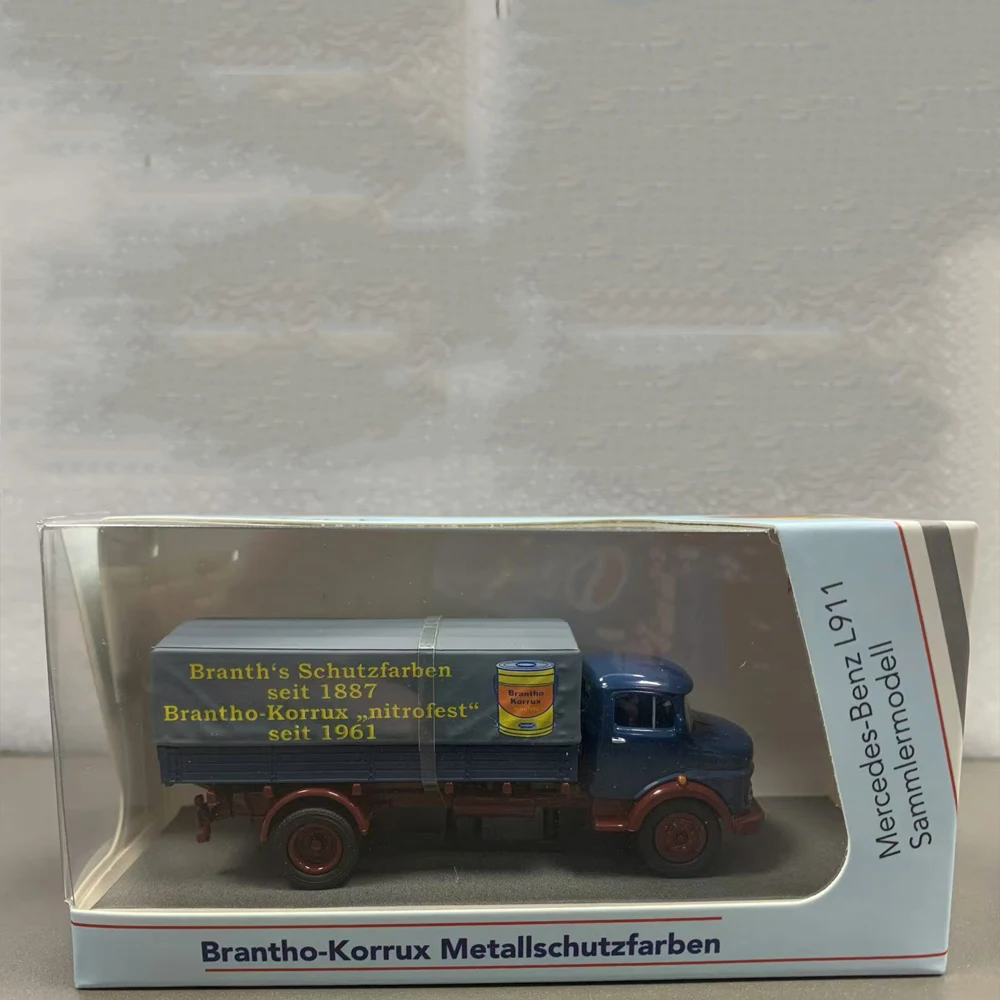 Branth's Schutzfarben
seit 1887
Brantho-Korrux „nitrofest“
seit 1961
Brantho
Korrux
Mercedes-Benz L911
Sammlermodell
Brantho-Korrux Metallschutzfarben